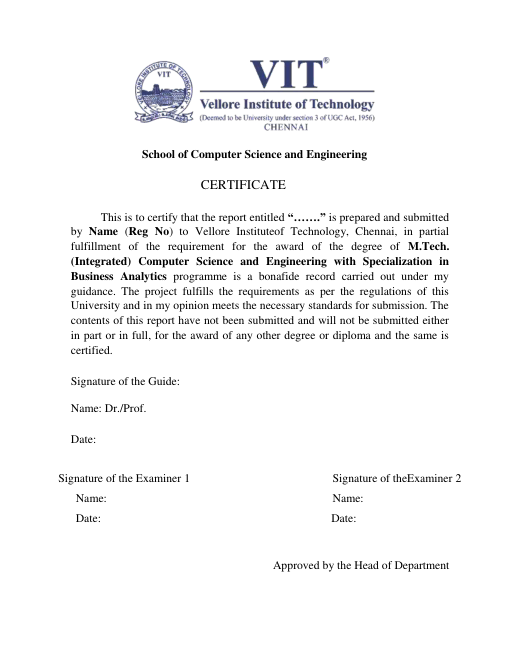 VELLORE INSTITUTE OF TECHNOLOGY
VIT
VIT®
Vellore Institute of Technology
(Deemed to be University under section 3 of UGC Act, 1956)
CHENNAI
School of Computer Science and Engineering
CERTIFICATE
This is to certify that the report entitled “…….” is prepared and submitted
by Name (Reg No) to Vellore Instituteof Technology, Chennai, in partial
fulfillment of the requirement for the award of the degree of M.Tech.
(Integrated) Computer Science and Engineering with Specialization in
Business Analytics programme is a bonafide record carried out under my
guidance. The project fulfills the requirements as per the regulations of this
University and in my opinion meets the necessary standards for submission. The
contents of this report have not been submitted and will not be submitted either
in part or in full, for the award of any other degree or diploma and the same is
certified.
Signature of the Guide:
Name: Dr./Prof.
Date:
Signature of the Examiner 1 Signature of theExaminer 2
Name: Name:
Date: Date:
Approved by the Head of Department